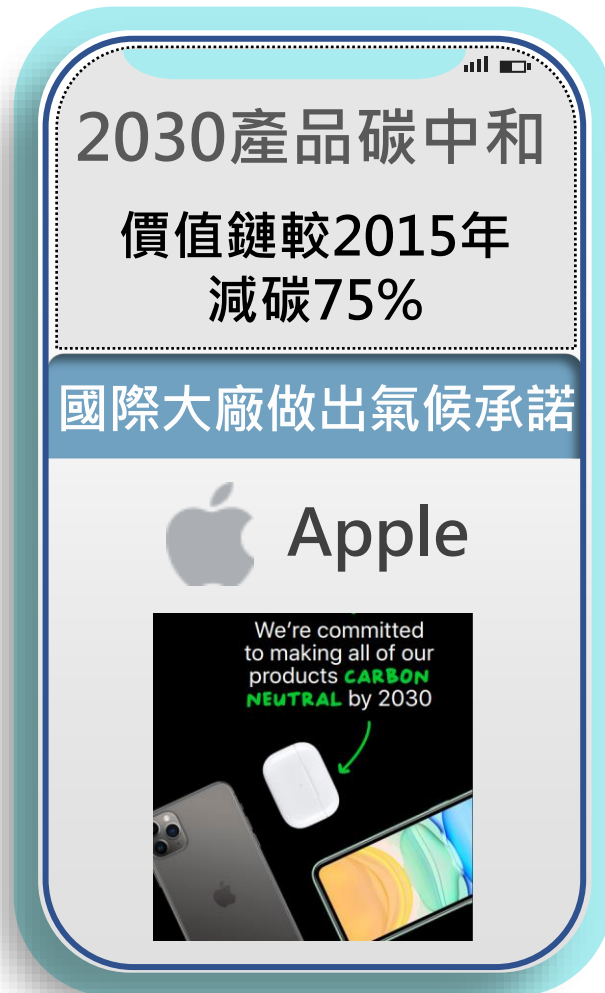 2030產品碳中和
價值鏈較2015年
減碳75%
國際大廠做出氣候承諾
Apple
We're committed
to making all of our
products CARBON
NEUTRAL by 2030